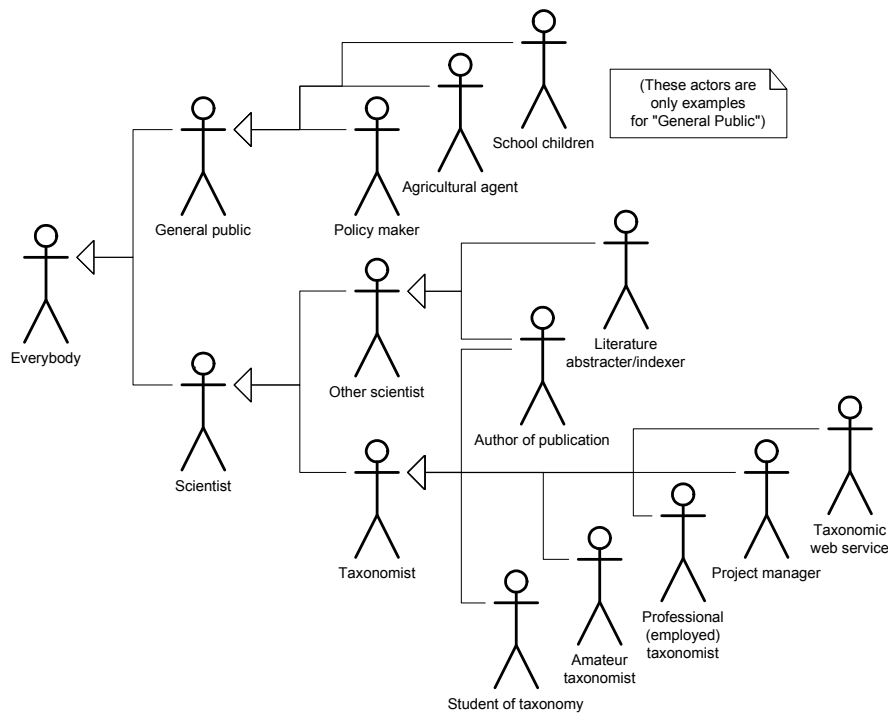 (These actors are
only examples
for "General Public")
School children
Agricultural agent
General public
Policy maker
Everybody
Literature
abstracter/indexer
Other scientist
Author of publication
Scientist
Taxonomic
web service
Taxonomist
Project manager
Professional
(employed)
taxonomist
Amateur
taxonomist
Student of taxonomy